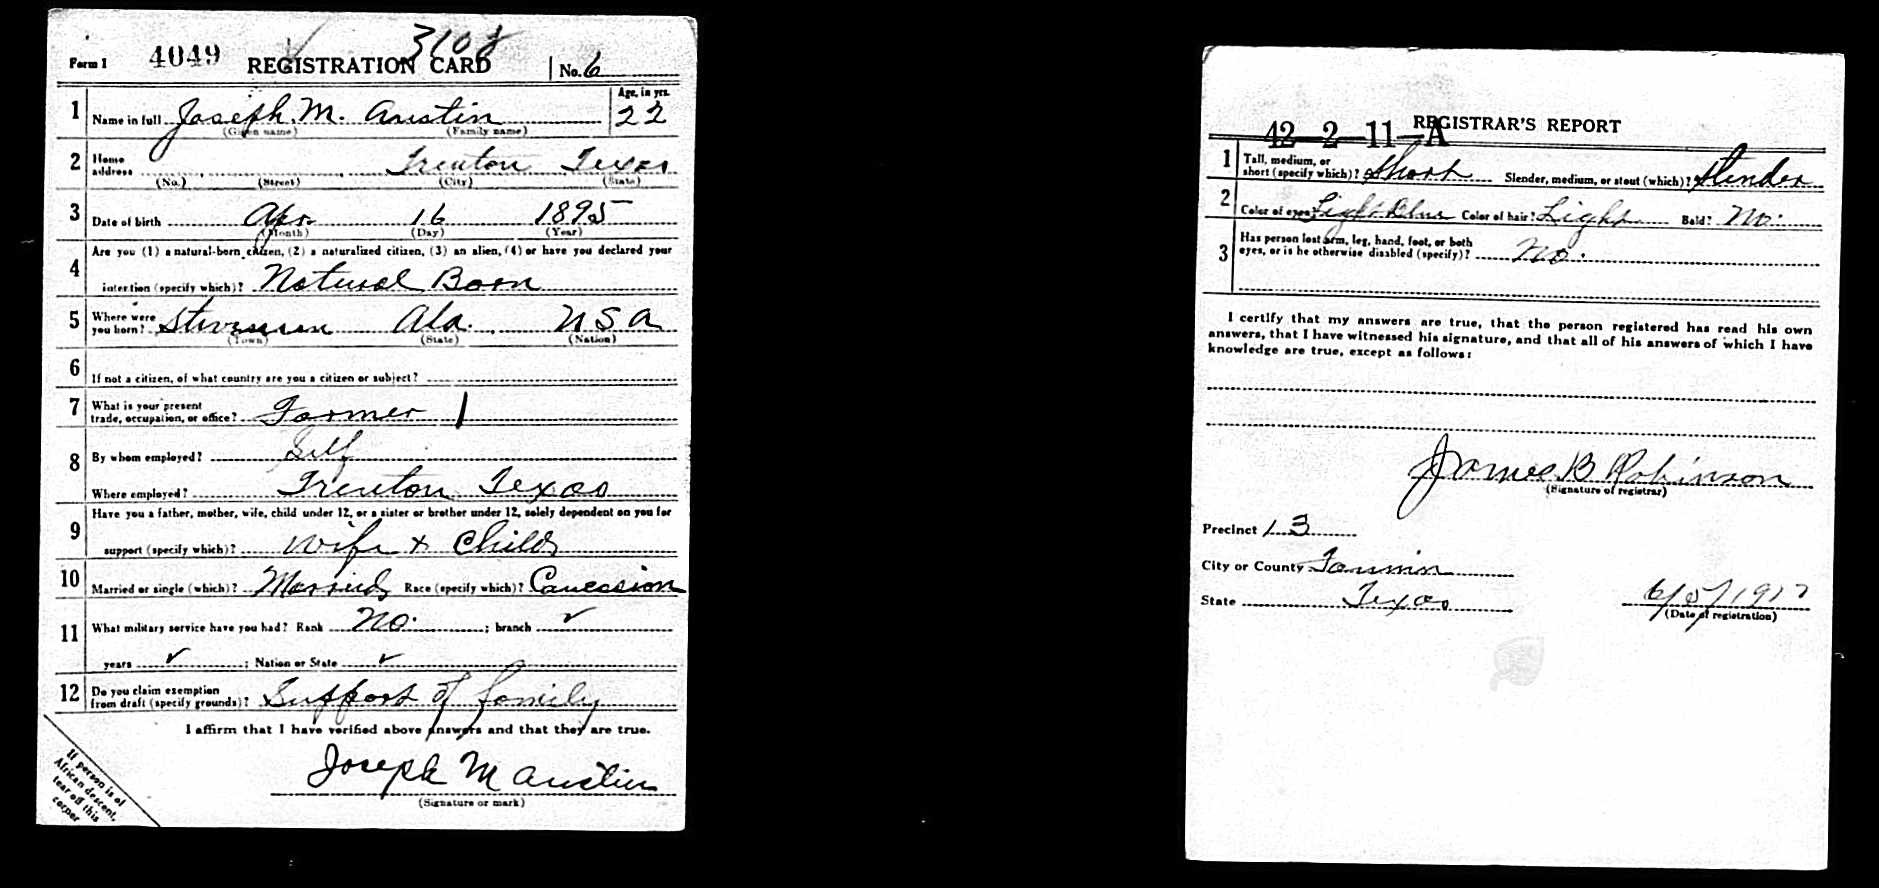 Form 1 4049 REGISTRATION CARD 3108 No. 6
1 Name in full Joseph. M. Austin Age, in yrs. 22
(Given name) (Family name)
2 Home address Trenton Texas
(No.) (Street) (City) (State)
3 Date of birth Apr. 16 1895
(Month) (Day) (Year)
4 Are you (1) a natural-born citizen, (2) a naturalized citizen, (3) an alien, (4) or have you declared your
intention (specify which)? Natural Born
5 Where were you born? Stevenson Ala. USA
(Town) (State) (Nation)
6 If not a citizen, of what country are you a citizen or subject?
7 What is your present trade, occupation, or office? Farmer 1
8 By whom employed? Self
Where employed? Trenton Texas
9 Have you a father, mother, wife, child under 12, or a sister or brother under 12, solely dependent on you for
support (specify which)? wife + Child
10 Married or single (which)? Married Race (specify which)? Caucssion
11 What military service have you had? Rank No. ; branch ✓
years ✓ ; Nation or State ✓
12 Do you claim exemption from draft (specify grounds)? Support of family
I affirm that I have verified above answers and that they are true.
Joseph M Austin
(Signature or mark)
If person is of
African descent,
tear off this
corner
REGISTRAR'S REPORT
42-2-11-A
1 Tall, medium, or short (specify which)? Short Slender, medium, or stout (which)? Slender
2 Color of eyes? Light Blue Color of hair? Light Bald? No.
3 Has person lost arm, leg, hand, foot, or both
eyes, or is he otherwise disabled (specify)? No.
I certify that my answers are true, that the person registered has read his own
answers, that I have witnessed his signature, and that all of his answers of which I have
knowledge are true, except as follows:
James B Robinson
(Signature of registrar)
Precinct 13
City or County Fannin
State Texas 6/5/1917
(Date of registration)